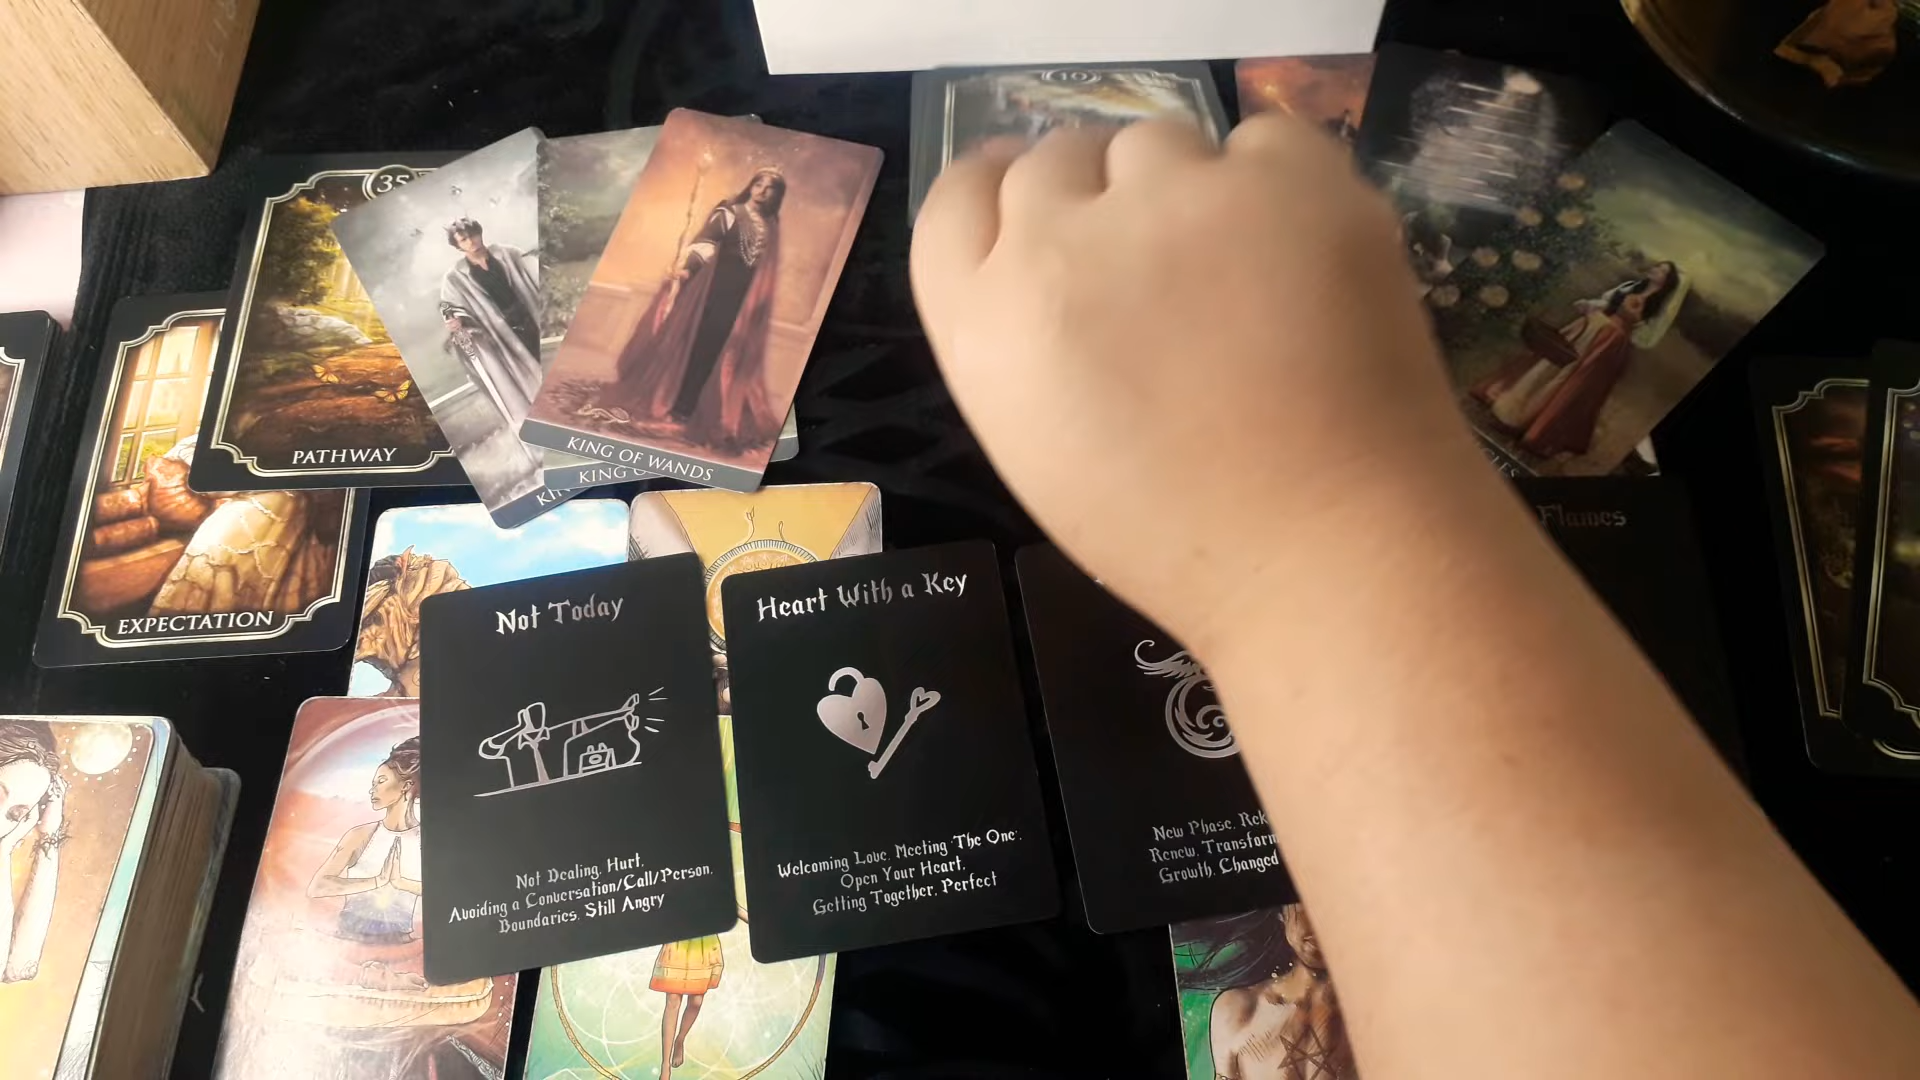 10
35
PATHWAY
KING OF WANDS
KING
EXPECTATION
Flames
Not Today
Not Dealing, Hurt,
Avoiding a Conversation/Call/Person,
Boundaries, Still Angry
Heart With a Key
Welcoming Love, Meeting 'The One',
Open Your Heart,
Getting Together, Perfect
New Phase,
Renew,
Growth, Changed